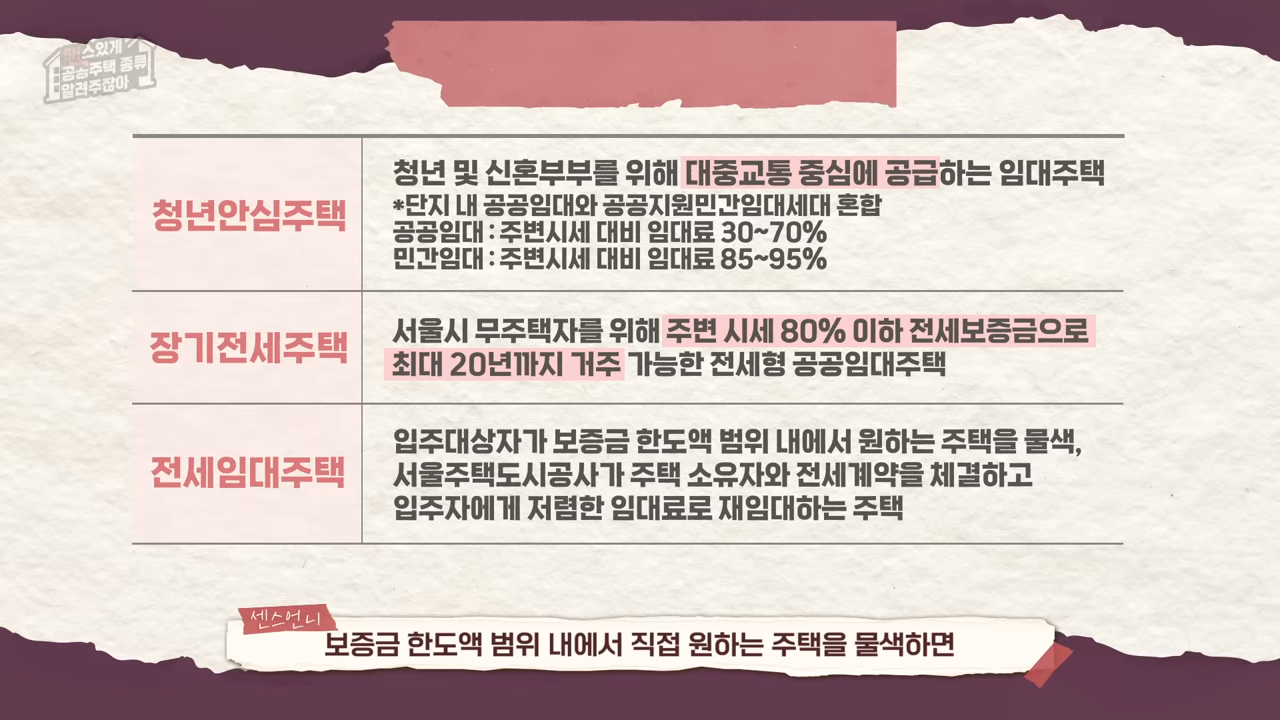 센스있게
공공주택 종류
알려주잖아
청년안심주택
청년 및 신혼부부를 위해 대중교통 중심에 공급하는 임대주택
*단지 내 공공임대와 공공지원민간임대세대 혼합
공공임대 : 주변시세 대비 임대료 30~70%
민간임대 : 주변시세 대비 임대료 85~95%
장기전세주택
서울시 무주택자를 위해 주변 시세 80% 이하 전세보증금으로
최대 20년까지 거주 가능한 전세형 공공임대주택
전세임대주택
입주대상자가 보증금 한도액 범위 내에서 원하는 주택을 물색,
서울주택도시공사가 주택 소유자와 전세계약을 체결하고
입주자에게 저렴한 임대료로 재임대하는 주택
센스언니
보증금 한도액 범위 내에서 직접 원하는 주택을 물색하면